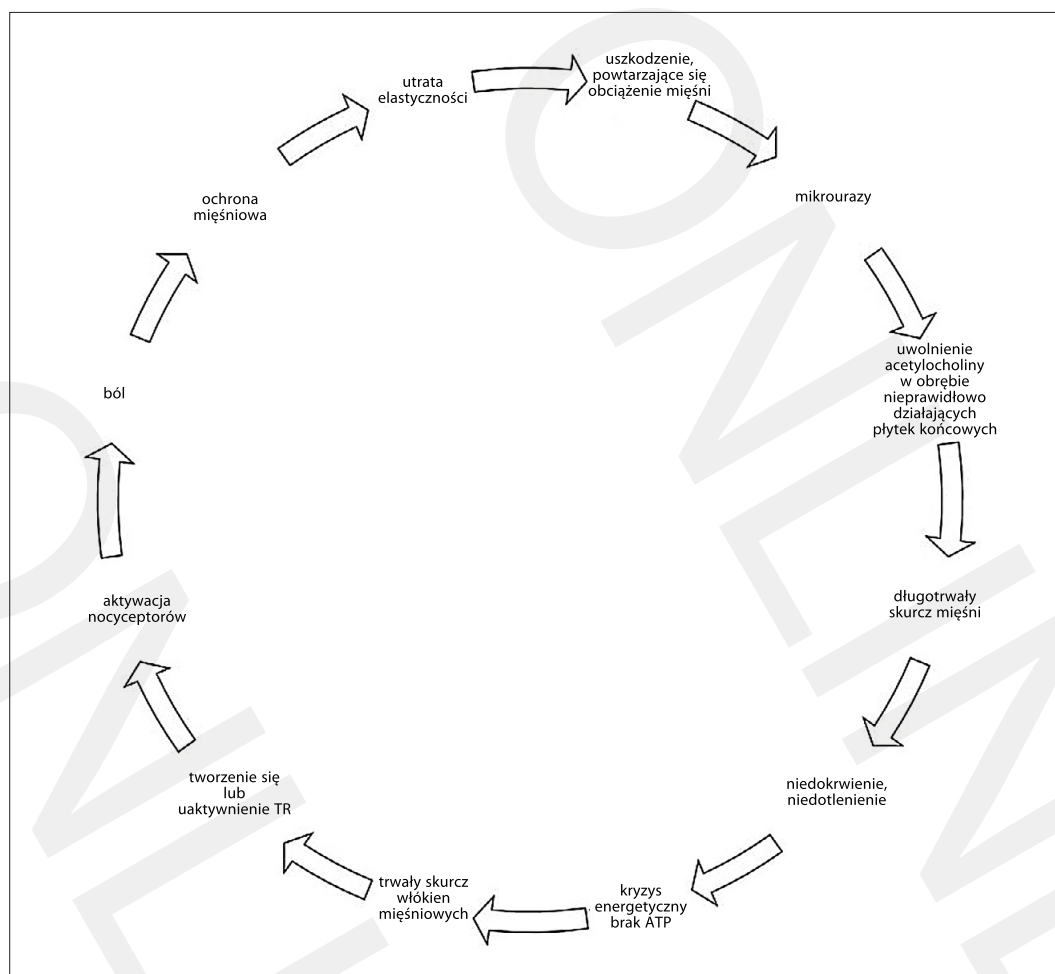 uszkodzenie,
powtarzające się
obciążenie mięśni
mikrourazy
uwolnienie
acetylocholiny
w obrębie
nieprawidłowo
działających
płytek końcowych
długotrwały
skurcz mięśni
niedokrwienie,
niedotlenienie
kryzys
energetyczny
brak ATP
trwały skurcz
włókien
mięśniowych
tworzenie się
lub
uaktywnienie TR
aktywacja
nocyceptorów
ból
ochrona
mięśniowa
utrata
elastyczności